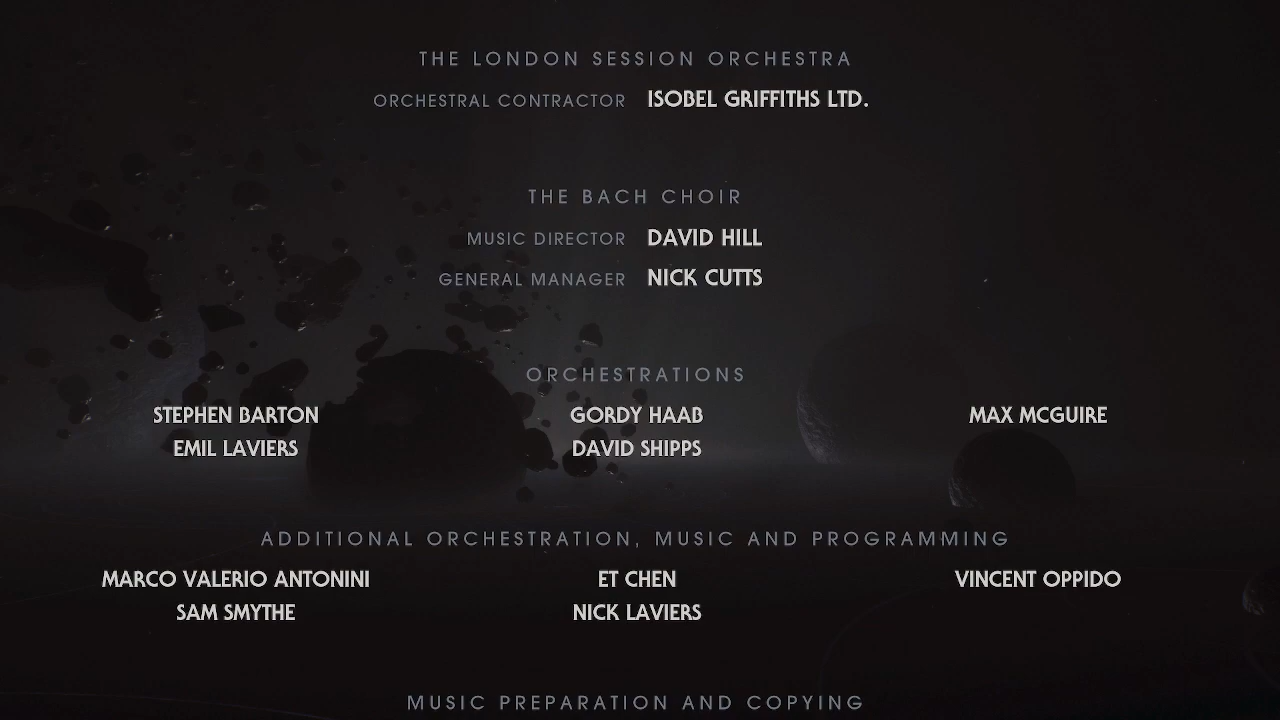 THE LONDON SESSION ORCHESTRA
ORCHESTRAL CONTRACTOR ISOBEL GRIFFITHS LTD.
THE BACH CHOIR
MUSIC DIRECTOR DAVID HILL
GENERAL MANAGER NICK CUTTS
ORCHESTRATIONS
STEPHEN BARTON GORDY HAAB MAX MCGUIRE
EMIL LAVIERS DAVID SHIPPS
ADDITIONAL ORCHESTRATION, MUSIC AND PROGRAMMING
MARCO VALERIO ANTONINI ET CHEN VINCENT OPPIDO
SAM SMYTHE NICK LAVIERS
MUSIC PREPARATION AND COPYING